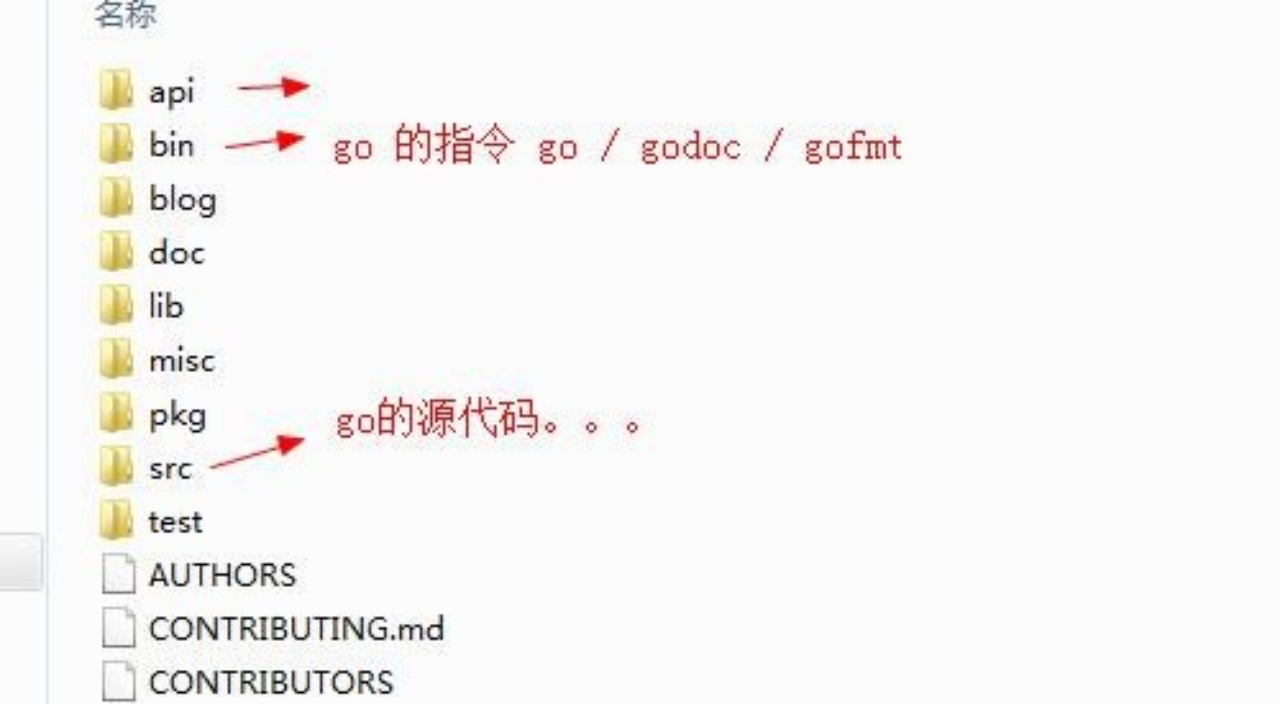 名称
api
bin go 的指令 go / godoc / gofmt
blog
doc
lib
misc
pkg go的源代码。。。
src
test
AUTHORS
CONTRIBUTING.md
CONTRIBUTORS